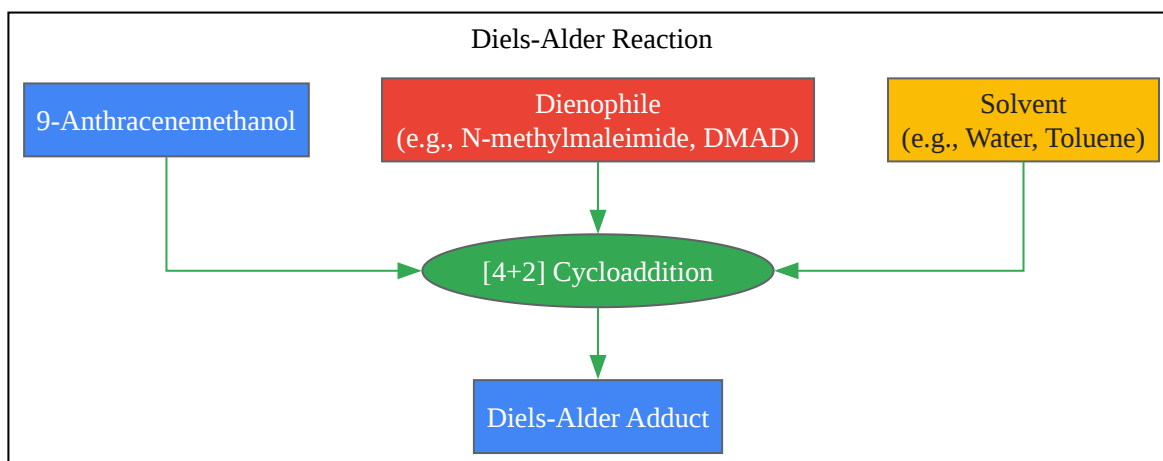 Diels-Alder Reaction
9-Anthracenemethanol
Dienophile
(e.g., N-methylmaleimide, DMAD)
Solvent
(e.g., Water, Toluene)
[4+2] Cycloaddition
Diels-Alder Adduct